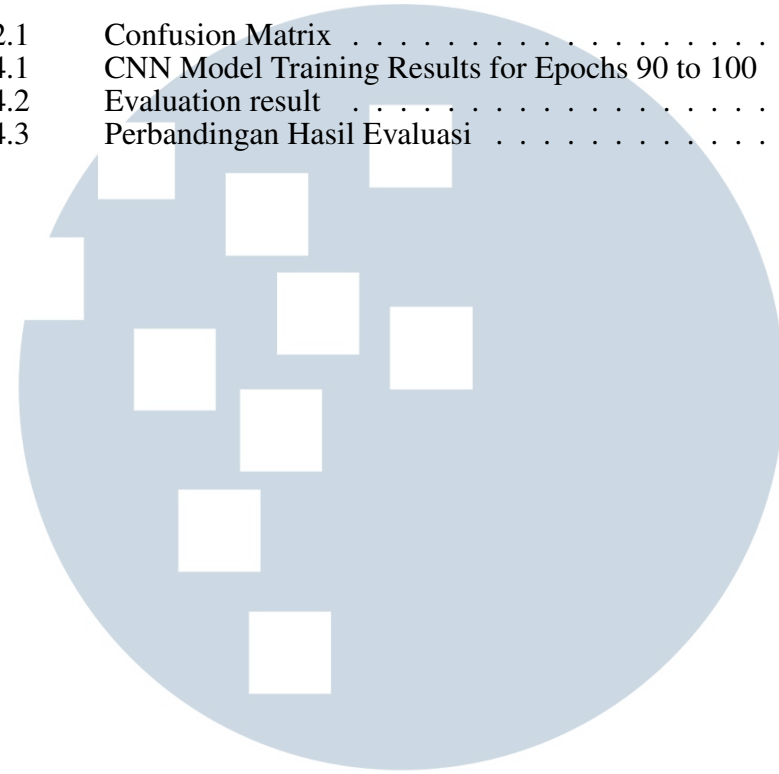 2.1 Confusion Matrix . . . . . . . . . . . . . . . . . .
4.1 CNN Model Training Results for Epochs 90 to 100
4.2 Evaluation result . . . . . . . . . . . . . . . . . .
4.3 Perbandingan Hasil Evaluasi . . . . . . . . . . . .